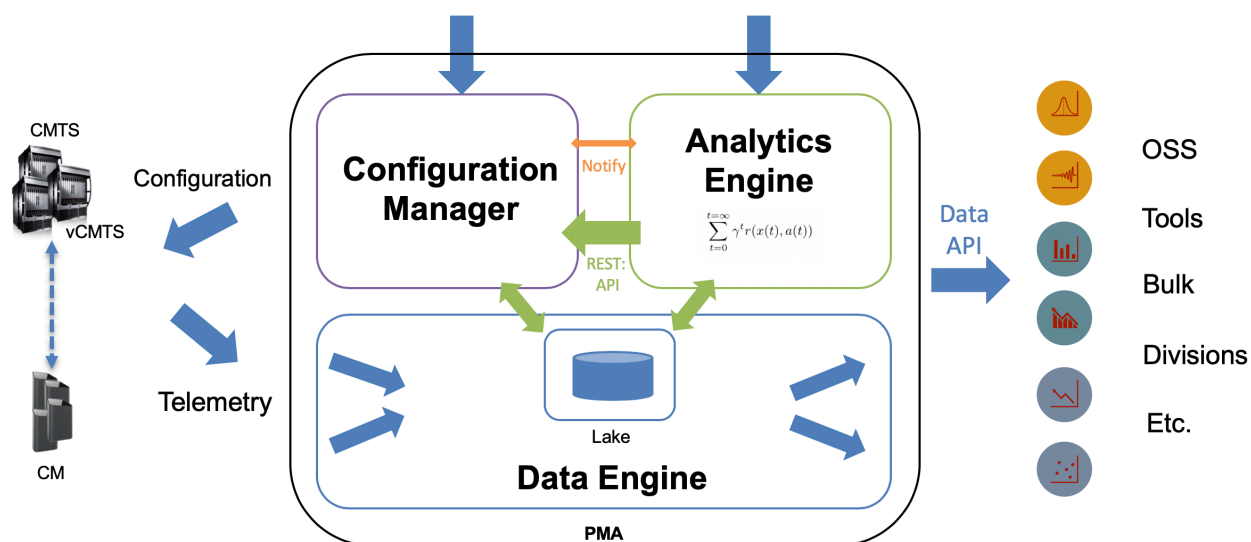 CMTS
vCMTS
CM
Configuration
Telemetry
Configuration
Manager
Notify
REST:
API
Analytics
Engine
t=∞
∑ γ^t r(x(t), a(t))
t=0
Lake
Data Engine
PMA
Data
API
OSS
Tools
Bulk
Divisions
Etc.